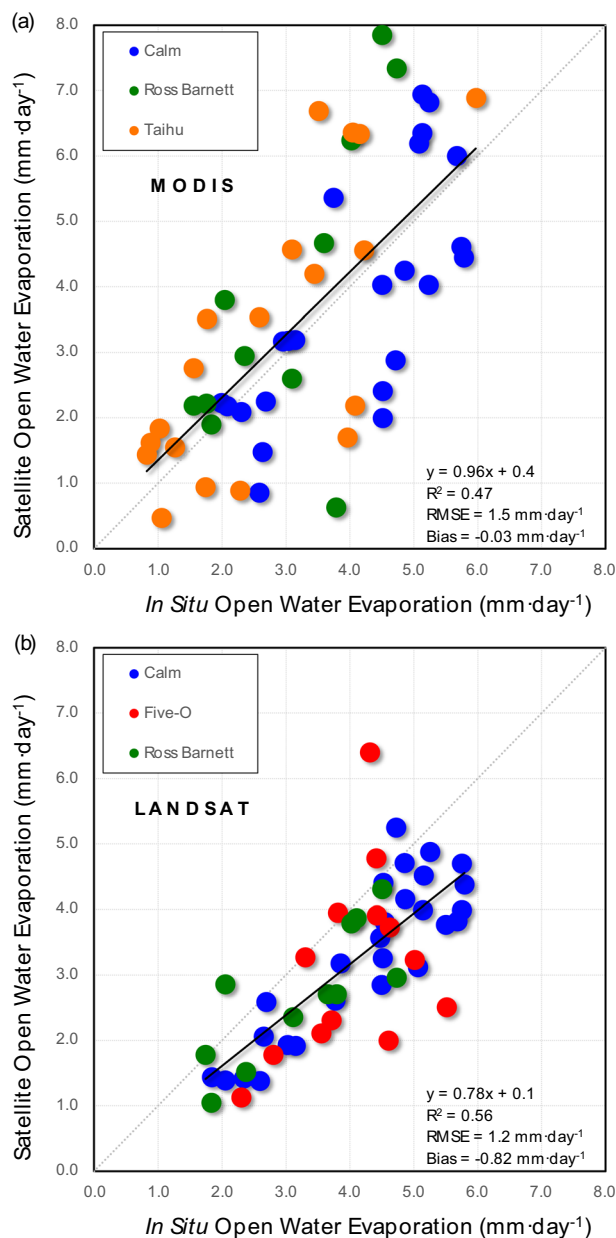 (a)
8.0
Calm
Ross Barnett
Taihu
7.0
6.0
MODIS
5.0
4.0
3.0
2.0
1.0
0.0
Satellite Open Water Evaporation (mm·day-1)
y = 0.96x + 0.4
R2 = 0.47
RMSE = 1.5 mm·day-1
Bias = -0.03 mm·day-1
0.0 1.0 2.0 3.0 4.0 5.0 6.0 7.0 8.0
In Situ Open Water Evaporation (mm·day-1)
(b)
8.0
Calm
Five-O
Ross Barnett
7.0
6.0
LANDSAT
5.0
4.0
3.0
2.0
1.0
0.0
Satellite Open Water Evaporation (mm·day-1)
y = 0.78x + 0.1
R2 = 0.56
RMSE = 1.2 mm·day-1
Bias = -0.82 mm·day-1
0.0 1.0 2.0 3.0 4.0 5.0 6.0 7.0 8.0
In Situ Open Water Evaporation (mm·day-1)